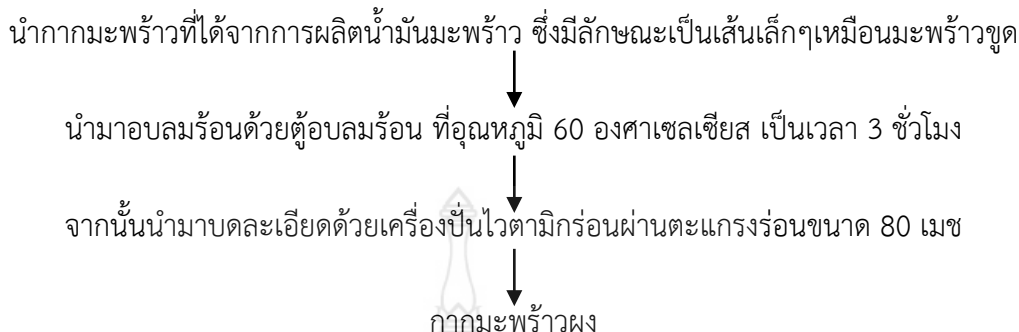 นำกากมะพร้าวที่ได้จากการผลิตน้ำมันมะพร้าว ซึ่งมีลักษณะเป็นเส้นเล็กๆเหมือนมะพร้าวขูด
นำมาอบลมร้อนด้วยตู้อบลมร้อน ที่อุณหภูมิ 60 องศาเซลเซียส เป็นเวลา 3 ชั่วโมง
จากนั้นนำมาบดละเอียดด้วยเครื่องปั่นไวตามิกร่อนผ่านตะแกรงร่อนขนาด 80 เมช
กากมะพร้าวผง